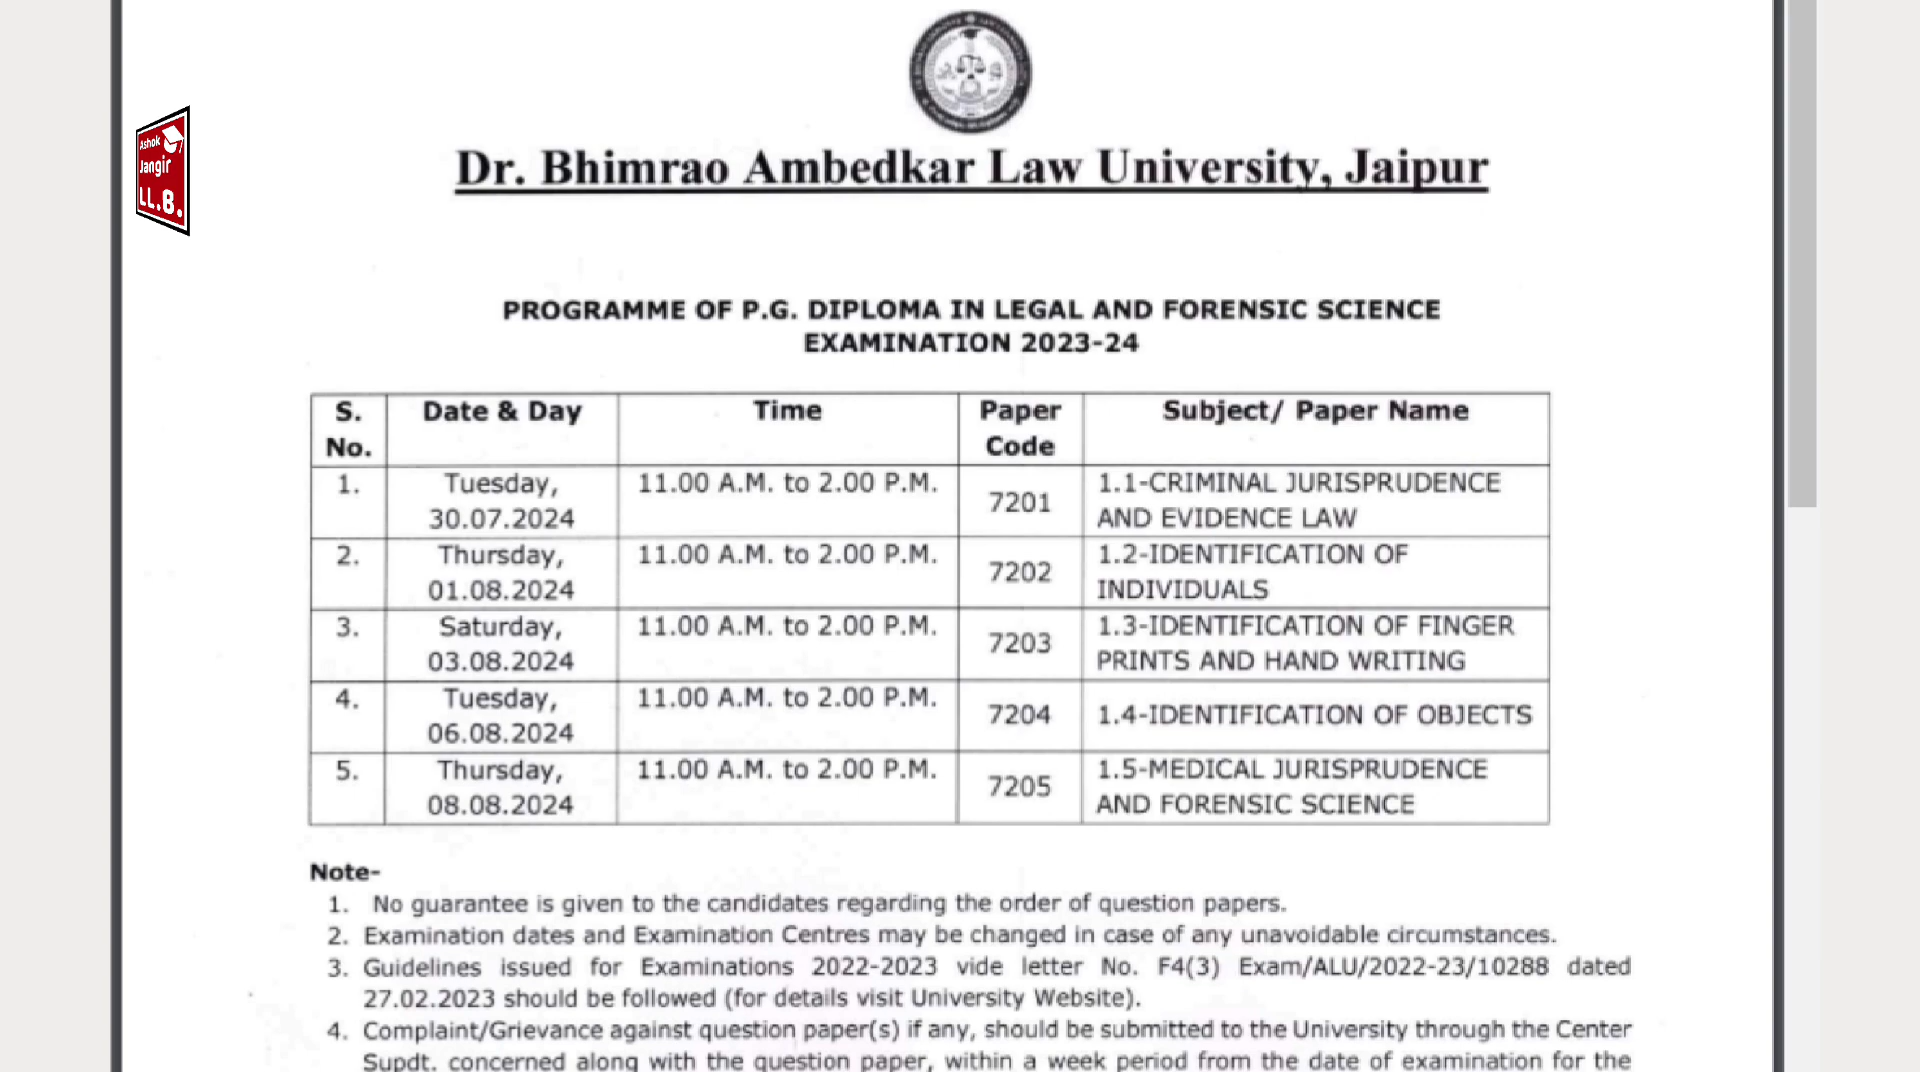 Dr. Bhimrao Ambedkar Law University, Jaipur
Ashok
Jangir
LL.B.
PROGRAMME OF P.G. DIPLOMA IN LEGAL AND FORENSIC SCIENCE
EXAMINATION 2023-24
S. No. Date & Day Time Paper Code Subject/ Paper Name
1. Tuesday, 30.07.2024 11.00 A.M. to 2.00 P.M. 7201 1.1-CRIMINAL JURISPRUDENCE AND EVIDENCE LAW
2. Thursday, 01.08.2024 11.00 A.M. to 2.00 P.M. 7202 1.2-IDENTIFICATION OF INDIVIDUALS
3. Saturday, 03.08.2024 11.00 A.M. to 2.00 P.M. 7203 1.3-IDENTIFICATION OF FINGER PRINTS AND HAND WRITING
4. Tuesday, 06.08.2024 11.00 A.M. to 2.00 P.M. 7204 1.4-IDENTIFICATION OF OBJECTS
5. Thursday, 08.08.2024 11.00 A.M. to 2.00 P.M. 7205 1.5-MEDICAL JURISPRUDENCE AND FORENSIC SCIENCE
Note-
1. No guarantee is given to the candidates regarding the order of question papers.
2. Examination dates and Examination Centres may be changed in case of any unavoidable circumstances.
3. Guidelines issued for Examinations 2022-2023 vide letter No. F4(3) Exam/ALU/2022-23/10288 dated
27.02.2023 should be followed (for details visit University Website).
4. Complaint/Grievance against question paper(s) if any, should be submitted to the University through the Center
Supdt. concerned along with the question paper, within a week period from the date of examination for the